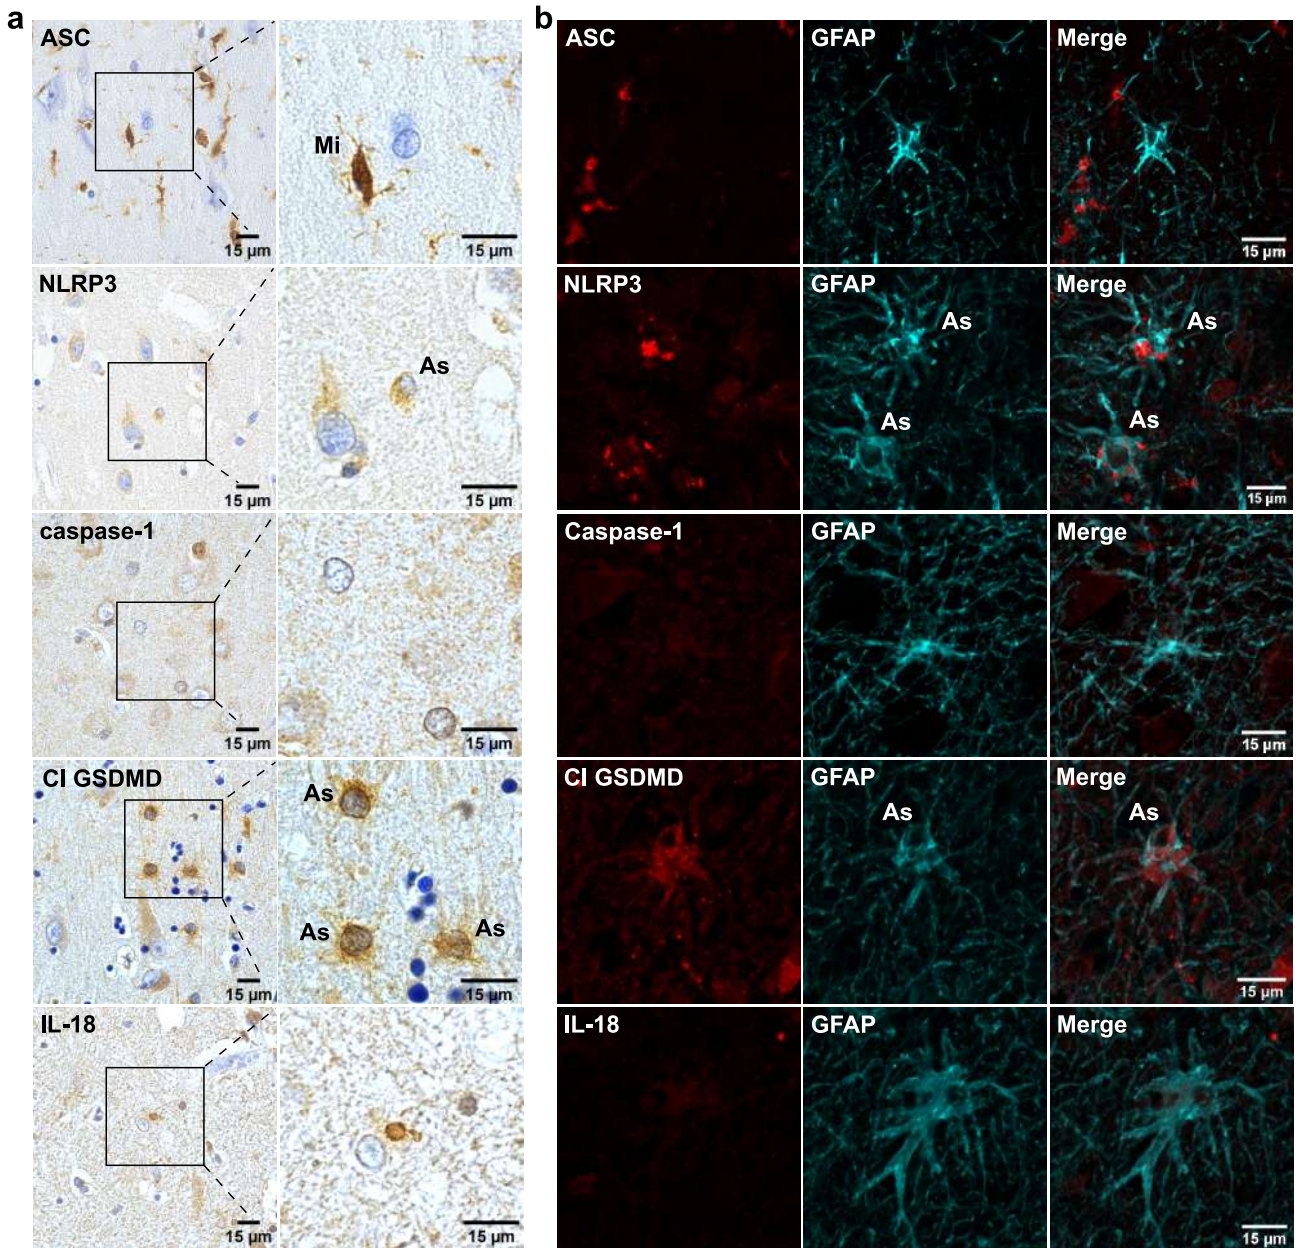 a
b
ASC
15 µm
Mi
15 µm
ASC
GFAP
Merge
15 µm
NLRP3
15 µm
As
15 µm
NLRP3
GFAP
As
As
Merge
As
As
15 µm
caspase-1
15 µm
15 µm
Caspase-1
GFAP
Merge
15 µm
Cl GSDMD
15 µm
As
As
As
15 µm
Cl GSDMD
GFAP
As
Merge
As
15 µm
IL-18
15 µm
15 µm
IL-18
GFAP
Merge
15 µm